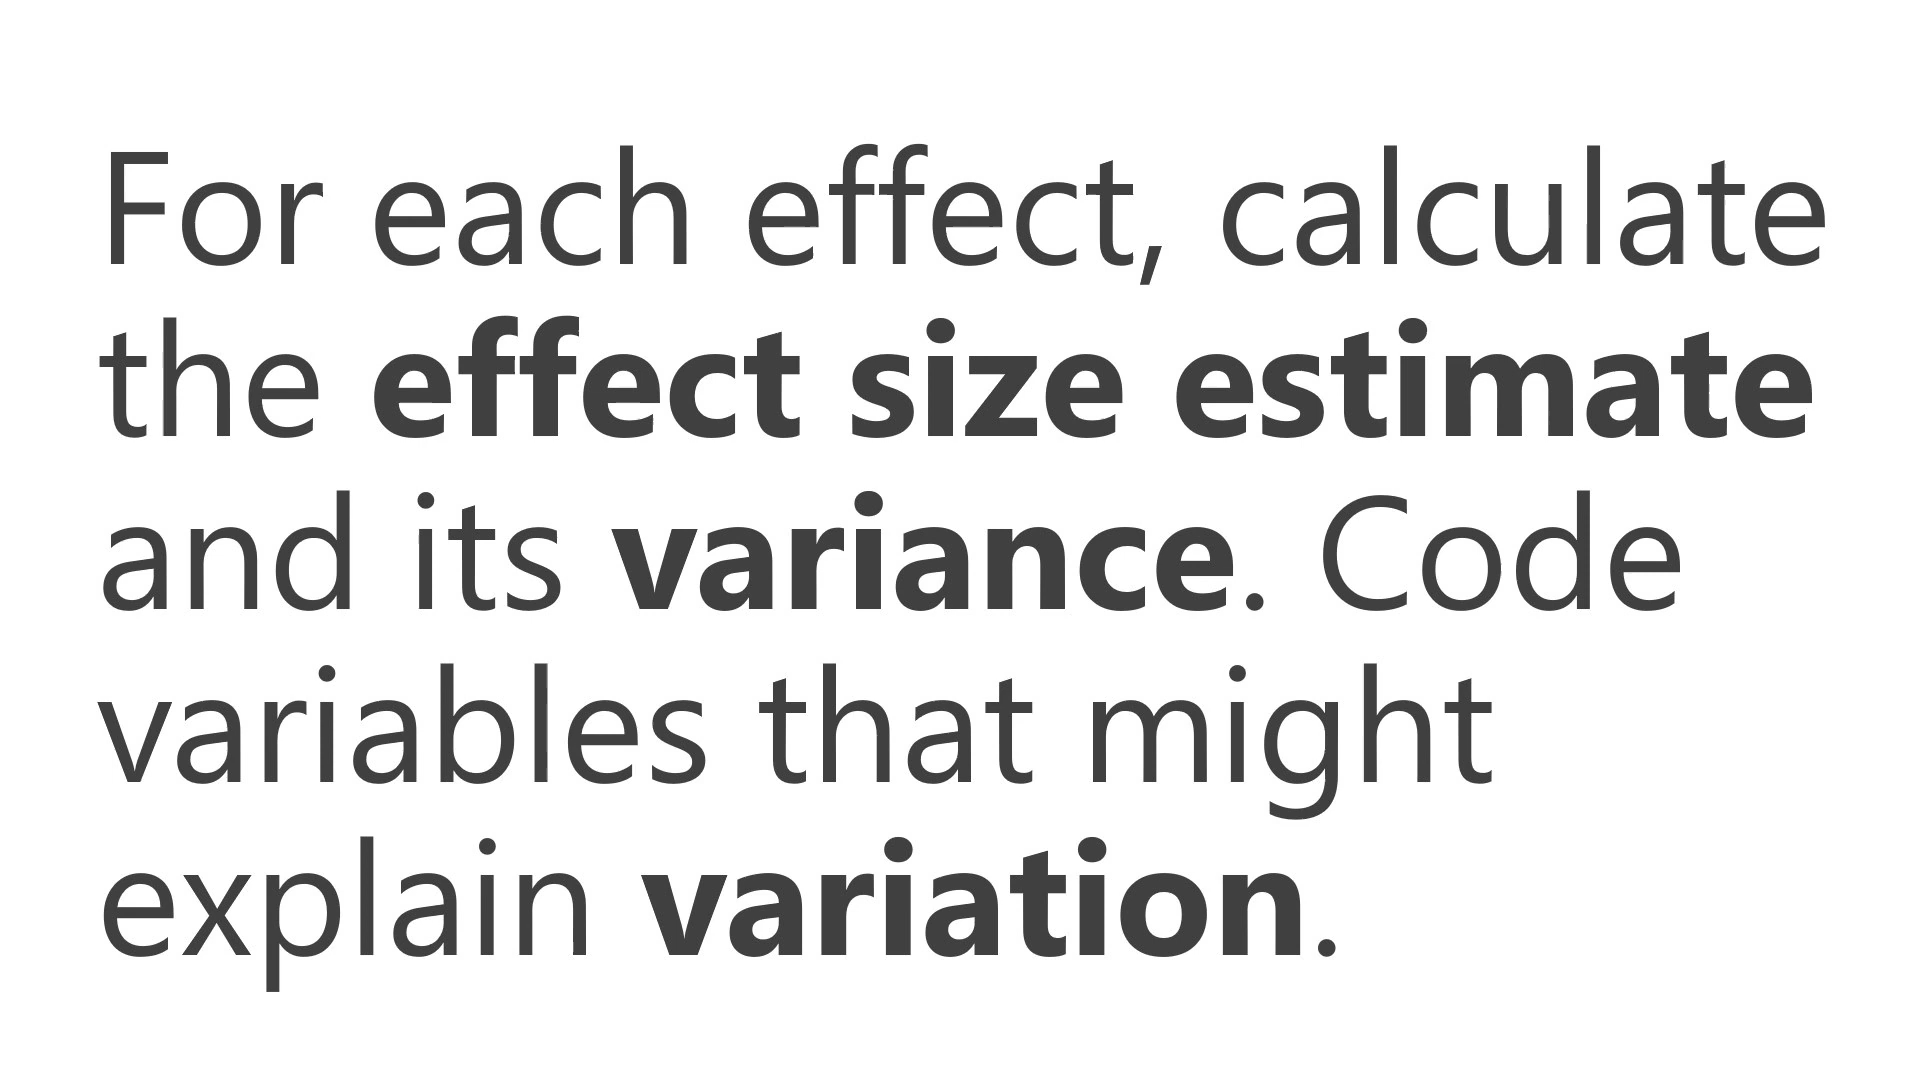 For each effect, calculate
the effect size estimate
and its variance. Code
variables that might
explain variation.